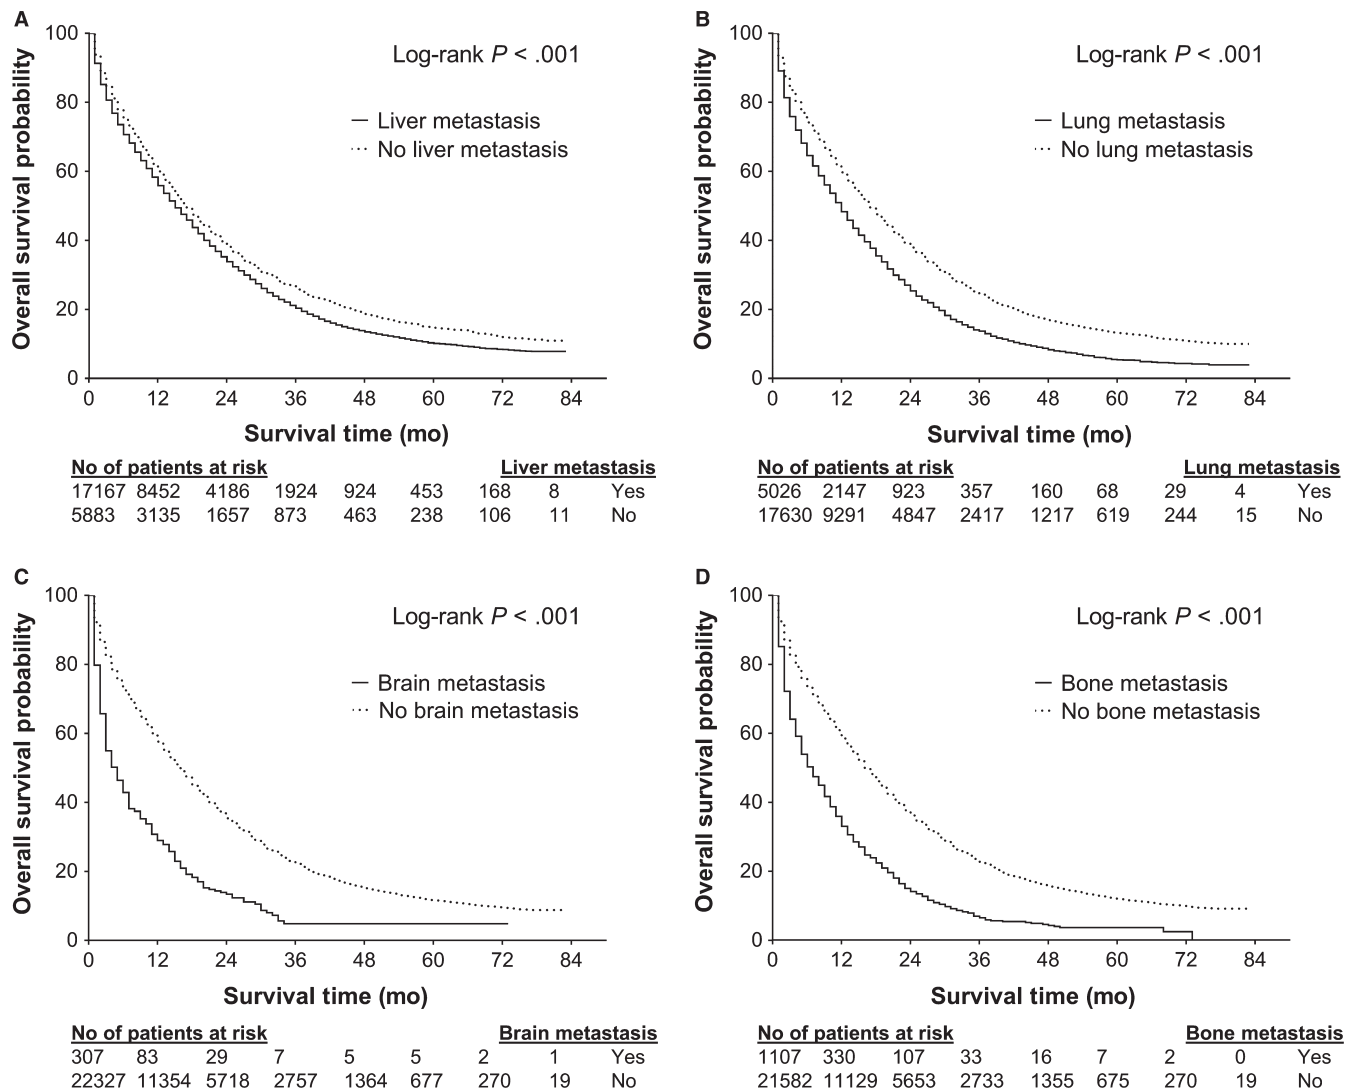 A
Overall survival probability
100
80
60
40
20
0
Log-rank P < .001
Liver metastasis
No liver metastasis
0 12 24 36 48 60 72 84
Survival time (mo)
No of patients at risk Liver metastasis
17167 8452 4186 1924 924 453 168 8 Yes
5883 3135 1657 873 463 238 106 11 No
B
Overall survival probability
100
80
60
40
20
0
Log-rank P < .001
Lung metastasis
No lung metastasis
0 12 24 36 48 60 72 84
Survival time (mo)
No of patients at risk Lung metastasis
5026 2147 923 357 160 68 29 4 Yes
17630 9291 4847 2417 1217 619 244 15 No
C
Overall survival probability
100
80
60
40
20
0
Log-rank P < .001
Brain metastasis
No brain metastasis
0 12 24 36 48 60 72 84
Survival time (mo)
No of patients at risk Brain metastasis
307 83 29 7 5 5 2 1 Yes
22327 11354 5718 2757 1364 677 270 19 No
D
Overall survival probability
100
80
60
40
20
0
Log-rank P < .001
Bone metastasis
No bone metastasis
0 12 24 36 48 60 72 84
Survival time (mo)
No of patients at risk Bone metastasis
1107 330 107 33 16 7 2 0 Yes
21582 11129 5653 2733 1355 675 270 19 No